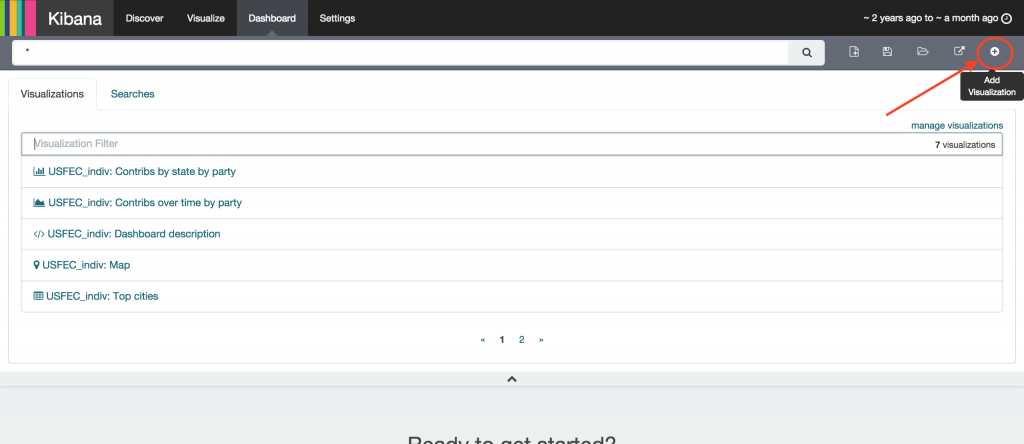 Kibana Discover Visualize Dashboard Settings ~ 2 years ago to ~ a month ago
*
Add
Visualization
Visualizations Searches
manage visualizations
Visualization Filter 7 visualizations
USFEC_indiv: Contribs by state by party
USFEC_indiv: Contribs over time by party
</> USFEC_indiv: Dashboard description
USFEC_indiv: Map
USFEC_indiv: Top cities
« 1 2 »
Ready to get started?